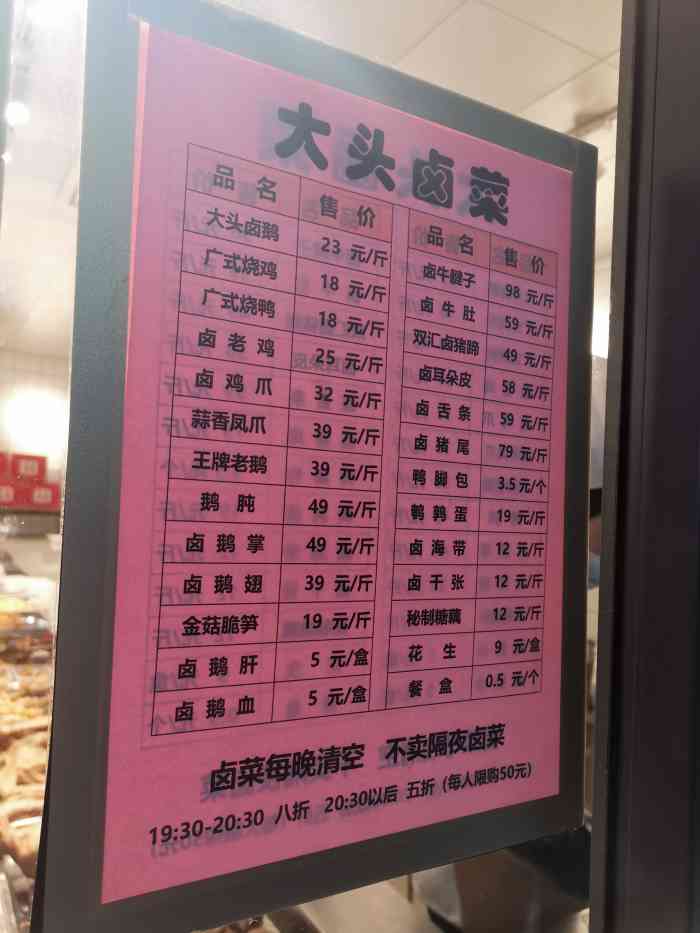 大头卤菜
品 名 售 价
大头卤鹅 23 元/斤
广式烧鸡 18 元/斤
广式烧鸭 18 元/斤
卤老鸡 25 元/斤
卤鸡爪 32 元/斤
蒜香凤爪 39 元/斤
王牌老鹅 39 元/斤
鹅肫 49 元/斤
卤鹅掌 49 元/斤
卤鹅翅 39 元/斤
金菇脆笋 19 元/斤
卤鹅肝 5 元/盒
卤鹅血 5 元/盒
品 名 售 价
卤牛腱子 98 元/斤
卤牛肚 59 元/斤
双汇卤猪蹄 49 元/斤
卤耳朵皮 58 元/斤
卤舌条 59 元/斤
卤猪尾 79 元/斤
鸭脚包 3.5 元/个
鹌鹑蛋 19 元/斤
卤海带 12 元/斤
卤干张 12 元/斤
秘制糖藕 12 元/斤
花生 9 元/盒
餐盒 0.5 元/个
卤菜每晚清空 不卖隔夜卤菜
19:30-20:30 八折 20:30以后 五折(每人限购50元)